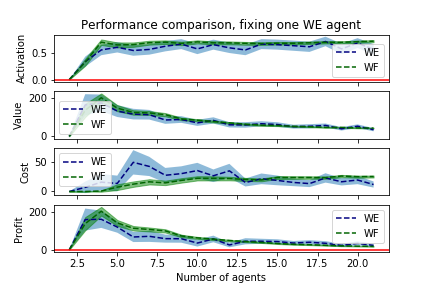 Performance comparison, fixing one WE agent
Activation
0.5
0.0
WE
WF
Value
200
0
WE
WF
Cost
50
0
WE
WF
Profit
200
0
WE
WF
2.5 5.0 7.5 10.0 12.5 15.0 17.5 20.0
Number of agents